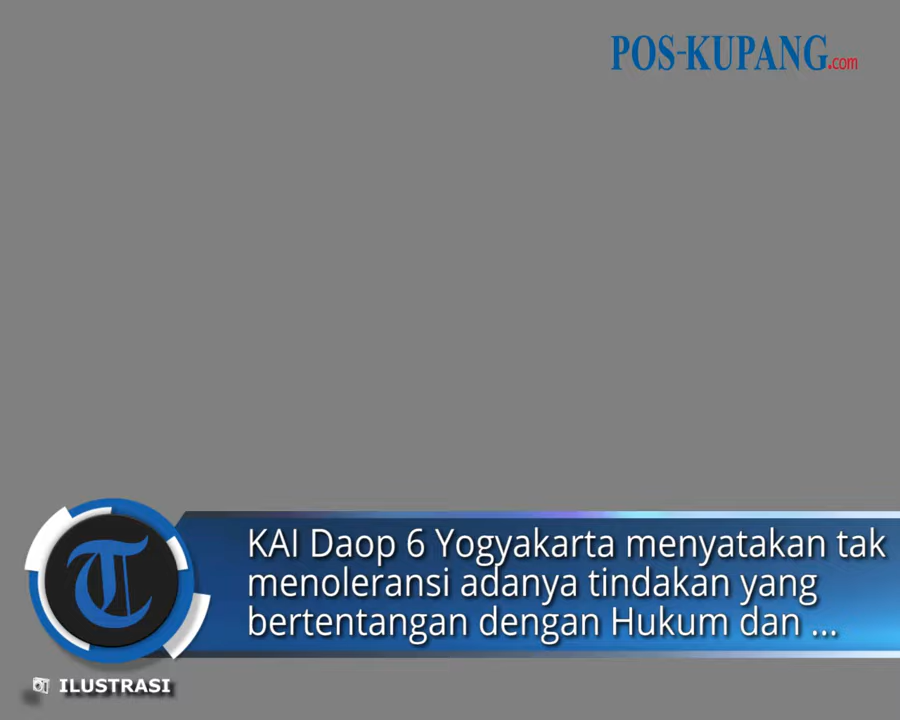 POS-KUPANG.com
KAI Daop 6 Yogyakarta menyatakan tak
menoleransi adanya tindakan yang
bertentangan dengan Hukum dan ...
T
ILUSTRASI